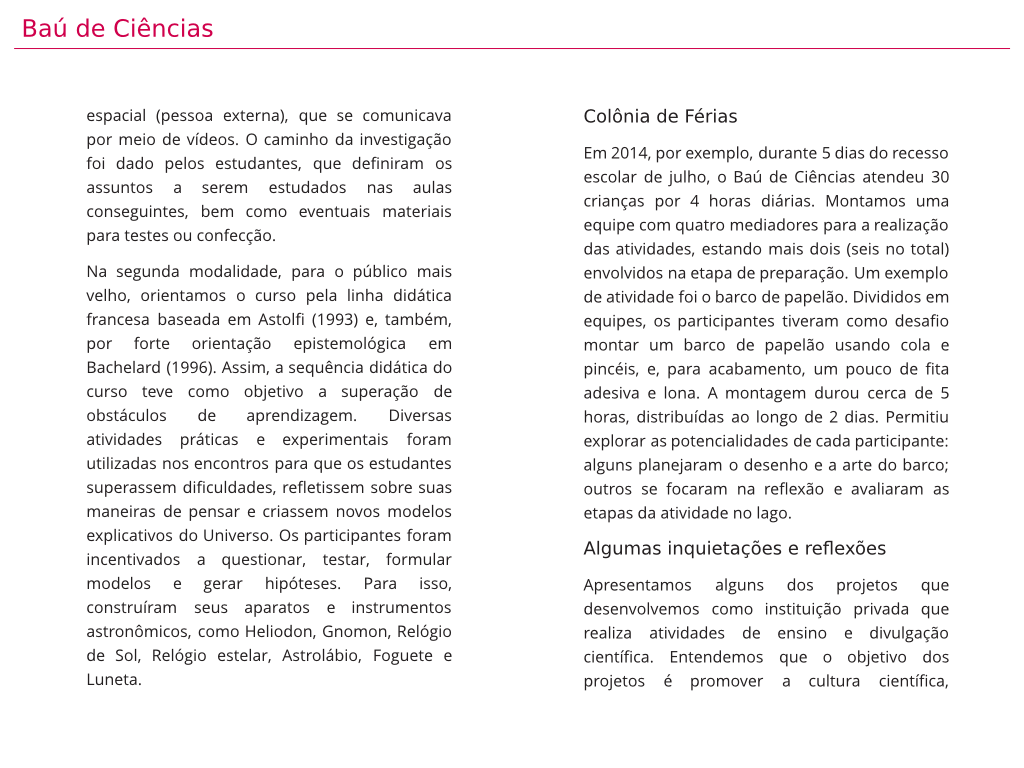 Baú de Ciências
espacial (pessoa externa), que se comunicava
por meio de vídeos. O caminho da investigação
foi dado pelos estudantes, que definiram os
assuntos a serem estudados nas aulas
conseguintes, bem como eventuais materiais
para testes ou confecção.
Na segunda modalidade, para o público mais
velho, orientamos o curso pela linha didática
francesa baseada em Astolfi (1993) e, também,
por forte orientação epistemológica em
Bachelard (1996). Assim, a sequência didática do
curso teve como objetivo a superação de
obstáculos de aprendizagem. Diversas
atividades práticas e experimentais foram
utilizadas nos encontros para que os estudantes
superassem dificuldades, refletissem sobre suas
maneiras de pensar e criassem novos modelos
explicativos do Universo. Os participantes foram
incentivados a questionar, testar, formular
modelos e gerar hipóteses. Para isso,
construíram seus aparatos e instrumentos
astronômicos, como Heliodon, Gnomon, Relógio
de Sol, Relógio estelar, Astrolábio, Foguete e
Luneta.
Colônia de Férias
Em 2014, por exemplo, durante 5 dias do recesso
escolar de julho, o Baú de Ciências atendeu 30
crianças por 4 horas diárias. Montamos uma
equipe com quatro mediadores para a realização
das atividades, estando mais dois (seis no total)
envolvidos na etapa de preparação. Um exemplo
de atividade foi o barco de papelão. Divididos em
equipes, os participantes tiveram como desafio
montar um barco de papelão usando cola e
pincéis, e, para acabamento, um pouco de fita
adesiva e lona. A montagem durou cerca de 5
horas, distribuídas ao longo de 2 dias. Permitiu
explorar as potencialidades de cada participante:
alguns planejaram o desenho e a arte do barco;
outros se focaram na reflexão e avaliaram as
etapas da atividade no lago.
Algumas inquietações e reflexões
Apresentamos alguns dos projetos que
desenvolvemos como instituição privada que
realiza atividades de ensino e divulgação
científica. Entendemos que o objetivo dos
projetos é promover a cultura científica,